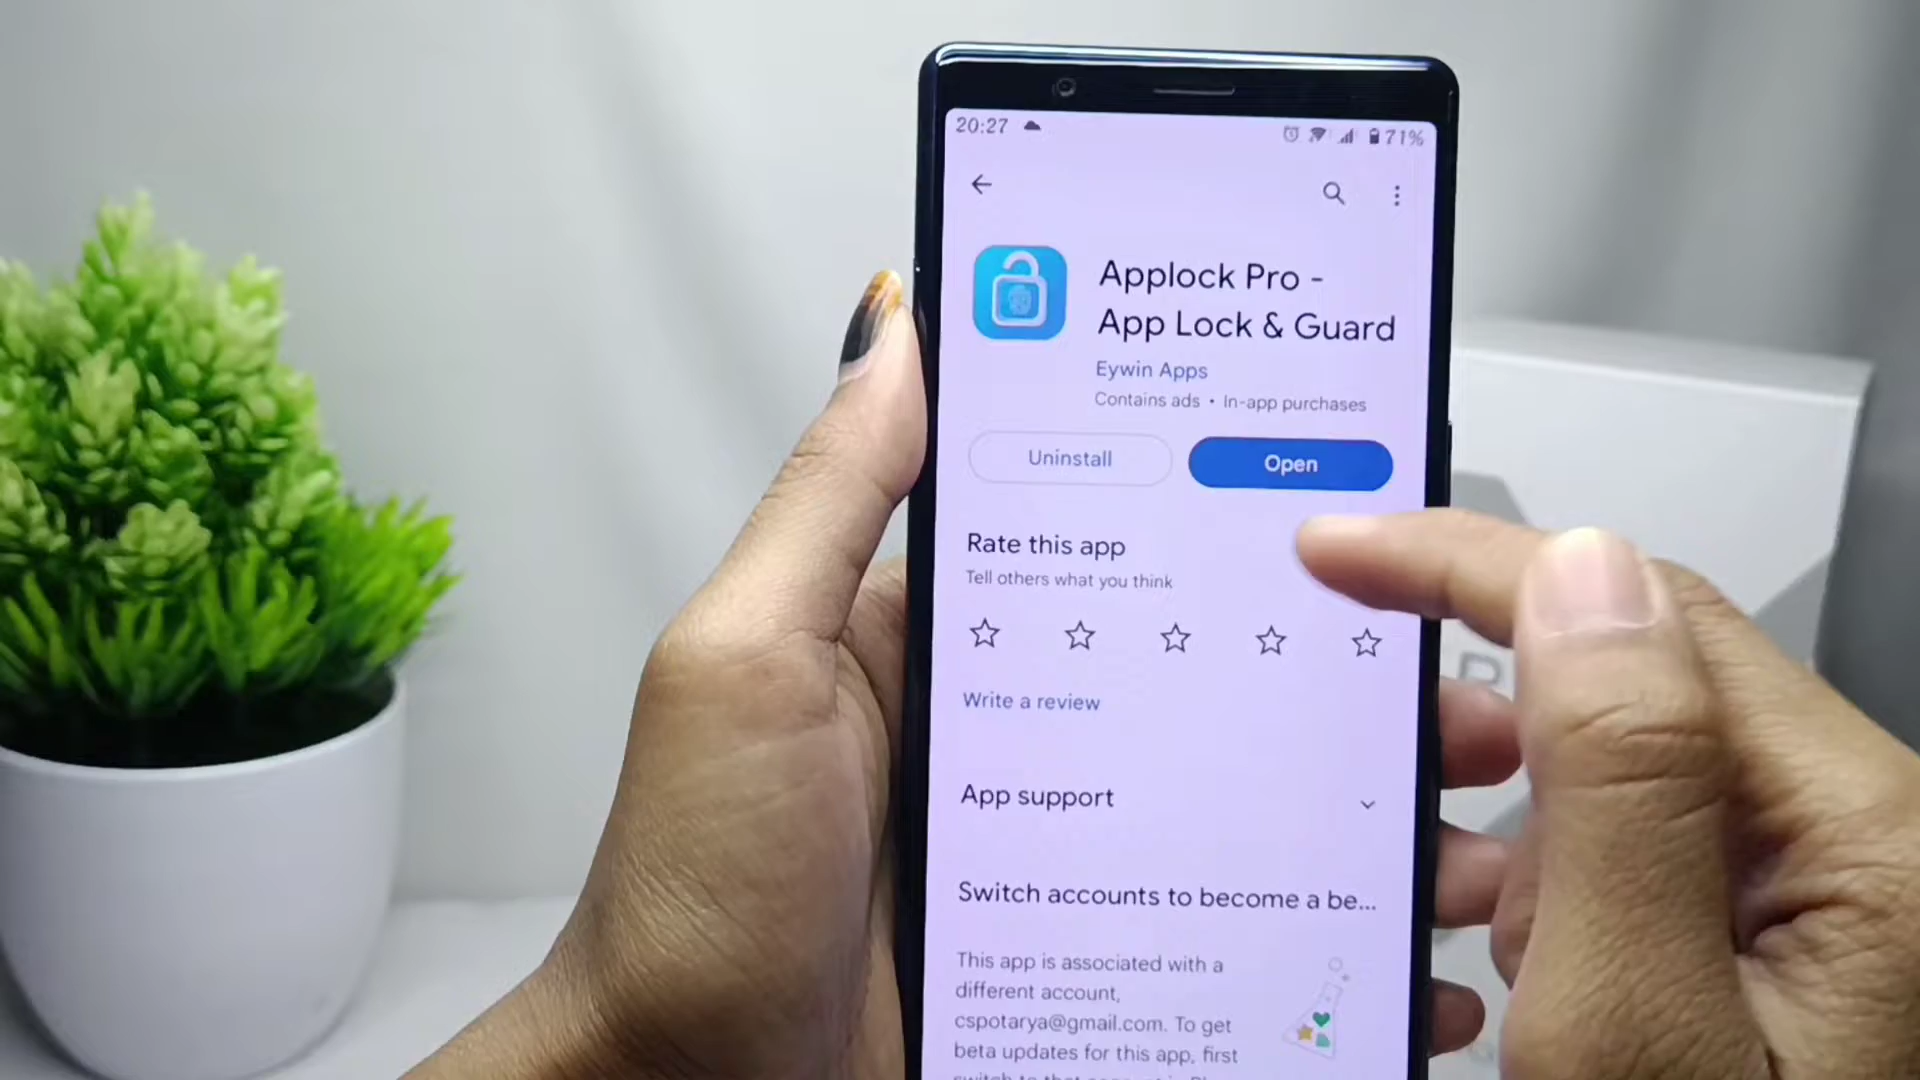 20:27
71%
Applock Pro -
App Lock & Guard
Eywin Apps
Contains ads • In-app purchases
Uninstall
Open
Rate this app
Tell others what you think
Write a review
App support
Switch accounts to become a be...
This app is associated with a
different account,
cspotarya@gmail.com. To get
beta updates for this app, first